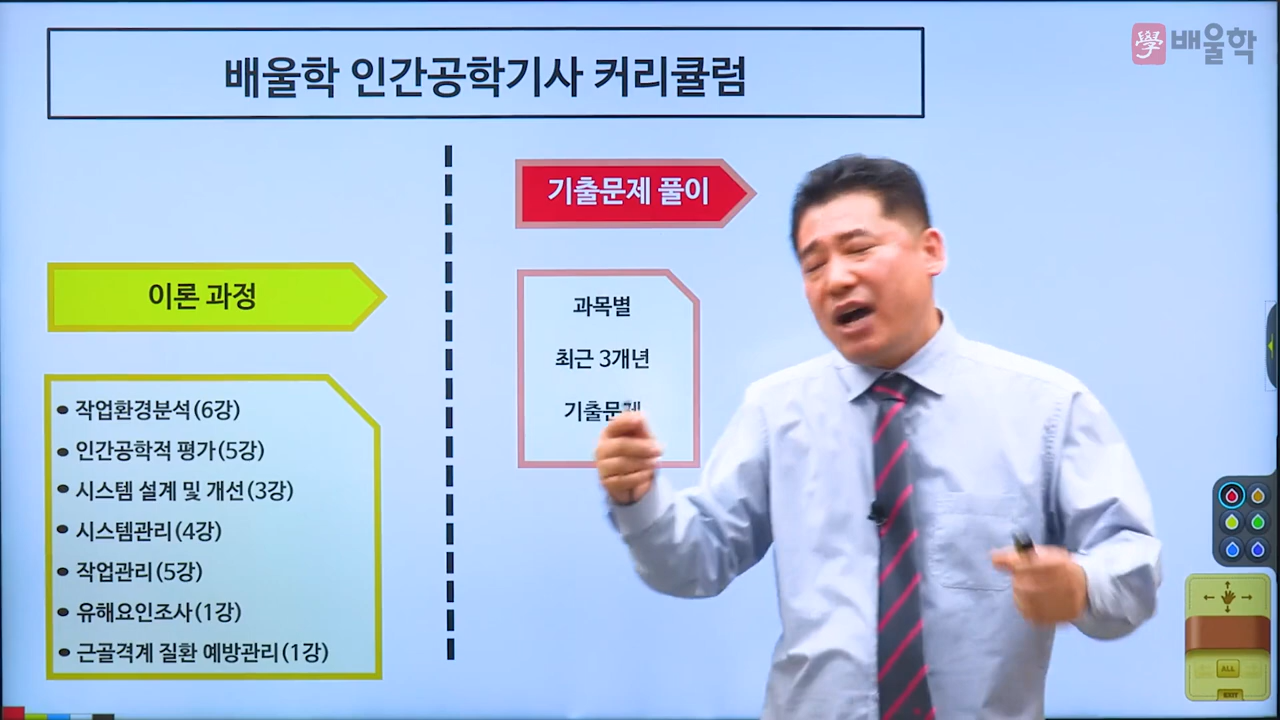 배울학 인간공학기사 커리큘럼
學 배울학
기출문제 풀이
이론 과정
과목별
최근 3개년
기출문제
• 작업환경분석(6강)
• 인간공학적 평가(5강)
• 시스템 설계 및 개선(3강)
• 시스템관리(4강)
• 작업관리(5강)
• 유해요인조사(1강)
• 근골격계 질환 예방관리(1강)
ALL
EXIT